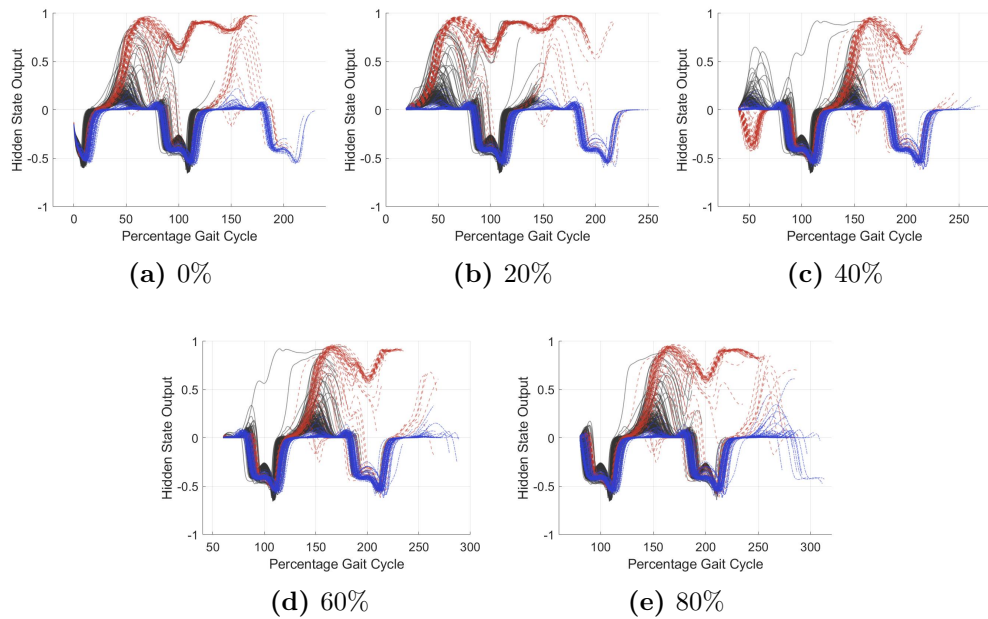 1
0.5
0
-0.5
-1
Hidden State Output
0 50 100 150 200
Percentage Gait Cycle
(a) 0%
1
0.5
0
-0.5
-1
Hidden State Output
0 50 100 150 200 250
Percentage Gait Cycle
(b) 20%
1
0.5
0
-0.5
-1
Hidden State Output
50 100 150 200 250
Percentage Gait Cycle
(c) 40%
1
0.5
0
-0.5
-1
Hidden State Output
50 100 150 200 250 300
Percentage Gait Cycle
(d) 60%
1
0.5
0
-0.5
-1
Hidden State Output
100 150 200 250 300
Percentage Gait Cycle
(e) 80%